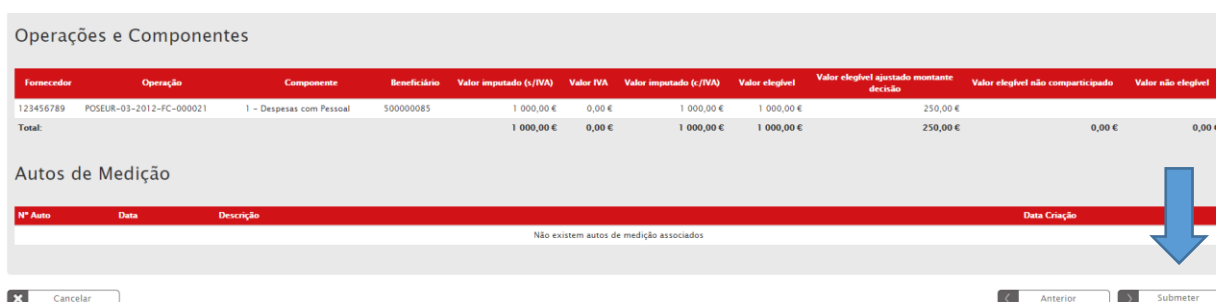 Operações e Componentes
Fornecedor Operação Componente Beneficiário Valor imputado (s/IVA) Valor IVA Valor imputado (c/IVA) Valor elegível Valor elegível ajustado montante decisão Valor elegível não comparticipado Valor não elegível
123456789 POSEUR-03-2012-FC-000021 1 - Despesas com Pessoal 500000085 1 000,00 € 0,00 € 1 000,00 € 1 000,00 € 250,00 €
Total: 1 000,00 € 0,00 € 1 000,00 € 1 000,00 € 250,00 € 0,00 € 0,00 €
Autos de Medição
Nº Auto Data Descrição Data Criação
Não existem autos de medição associados
Cancelar Anterior Submeter